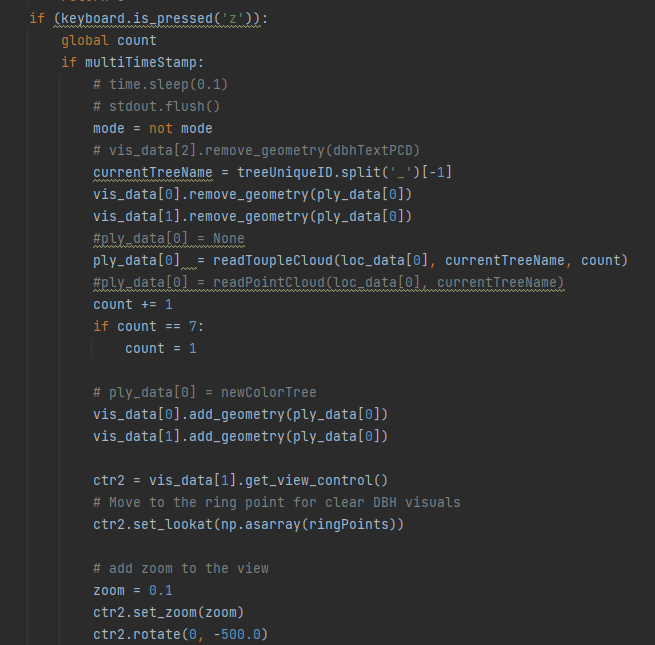 if (keyboard.is_pressed('z')):
global count
if multiTimeStamp:
# time.sleep(0.1)
# stdout.flush()
mode = not mode
# vis_data[2].remove_geometry(dbhTextPCD)
currentTreeName = treeUniqueID.split('_')[-1]
vis_data[0].remove_geometry(ply_data[0])
vis_data[1].remove_geometry(ply_data[0])
#ply_data[0] = None
ply_data[0]  = readToupleCloud(loc_data[0], currentTreeName, count)
#ply_data[0] = readPointCloud(loc_data[0], currentTreeName)
count += 1
if count == 7:
count = 1
# ply_data[0] = newColorTree
vis_data[0].add_geometry(ply_data[0])
vis_data[1].add_geometry(ply_data[0])
ctr2 = vis_data[1].get_view_control()
# Move to the ring point for clear DBH visuals
ctr2.set_lookat(np.asarray(ringPoints))
# add zoom to the view
zoom = 0.1
ctr2.set_zoom(zoom)
ctr2.rotate(0, -500.0)